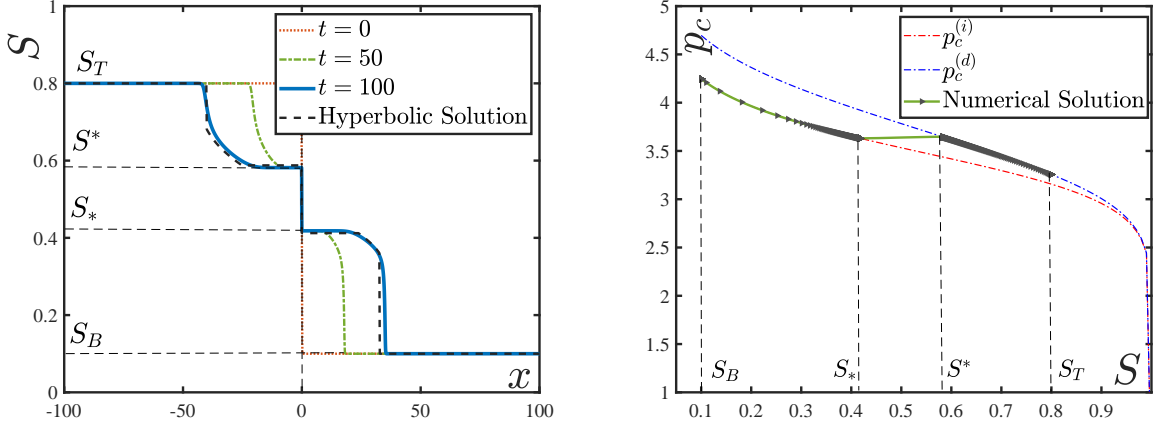 S
1
0.8
0.6
0.4
0.2
0
-100
-50
0
50
100
x
S_T
S^*
S_*
S_B
t = 0
t = 50
t = 100
Hyperbolic Solution
p_c
5
4.5
4
3.5
3
2.5
2
1.5
1
0.1
0.2
0.3
0.4
0.5
0.6
0.7
0.8
0.9
S
S_B
S_*
S^*
S_T
p_c^{(i)}
p_c^{(d)}
Numerical Solution